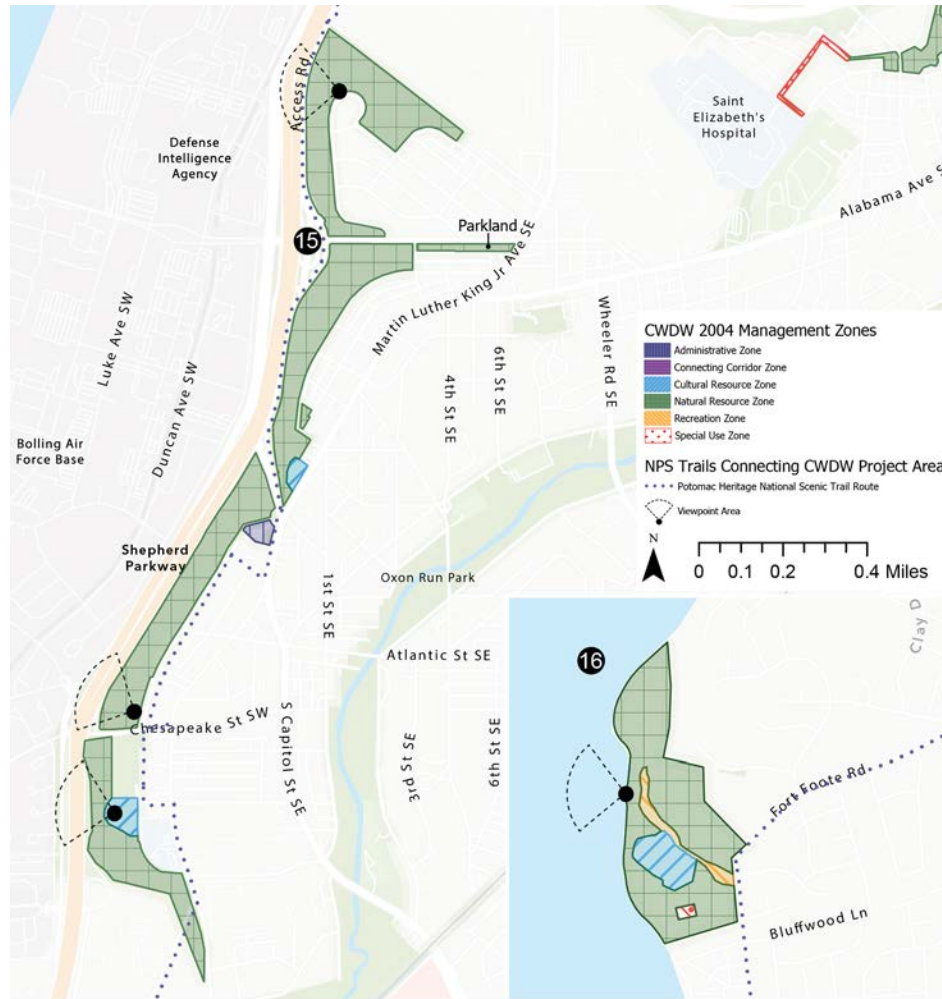 Access Rd
Defense
Intelligence
Agency
Saint
Elizabeth's
Hospital
Alabama Ave S
15
Parkland
Martin Luther King Jr Ave SE
Luke Ave SW
Duncan Ave SW
Wheeler Rd SE
6th St SE
4th St SE
Bolling Air
Force Base
CWDW 2004 Management Zones
Administrative Zone
Connecting Corridor Zone
Cultural Resource Zone
Natural Resource Zone
Recreation Zone
Special Use Zone
NPS Trails Connecting CWDW Project Area
Potomac Heritage National Scenic Trail Route
Viewpoint Area
N
0 0.1 0.2 0.4 Miles
Shepherd
Parkway
1st St SE
Oxon Run Park
Atlantic St SE
Chesapeake St SW
S Capitol St SE
3rd St SE
6th St SE
16
Clay D
Fort Foote Rd
Bluffwood Ln